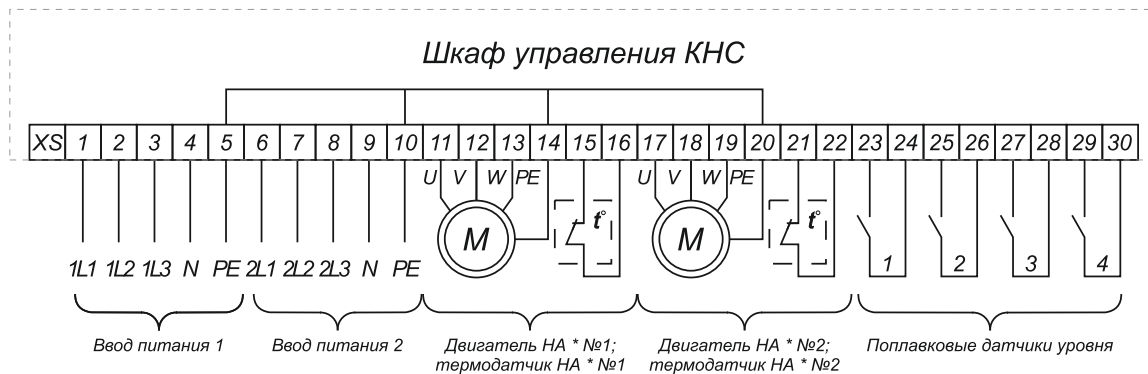 Шкаф управления КНС
XS 1 2 3 4 5 6 7 8 9 10 11 12 13 14 15 16 17 18 19 20 21 22 23 24 25 26 27 28 29 30
U V W PE U V W PE
M t° M t°
1L1 1L2 1L3 N PE 2L1 2L2 2L3 N PE 1 2 3 4
Ввод питания 1
Ввод питания 2
Двигатель НА * №1;
термодатчик НА * №1
Двигатель НА * №2;
термодатчик НА * №2
Поплавковые датчики уровня